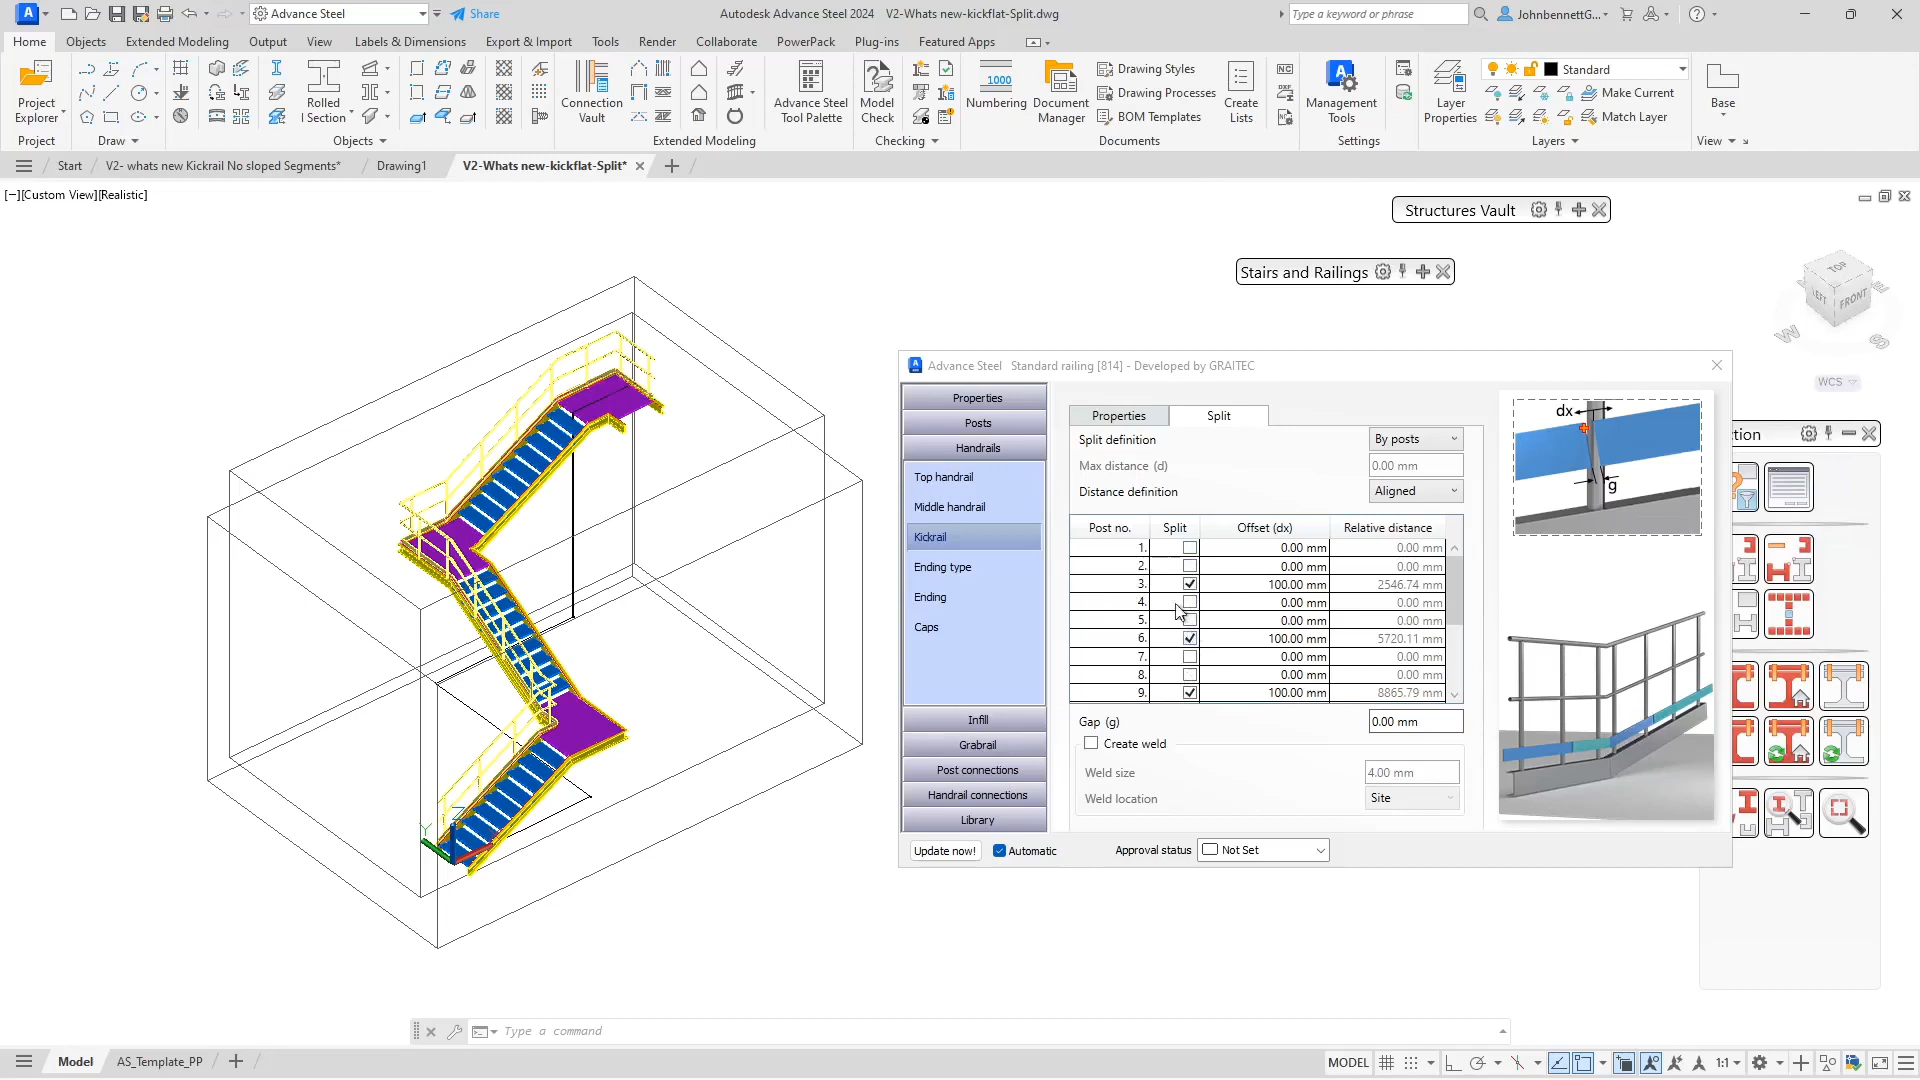 A Advance Steel Share Autodesk Advance Steel 2024 V2-Whats new-kickflat-Split.dwg Type a keyword or phrase JohnbennettG...
Home Objects Extended Modeling Output View Labels & Dimensions Export & Import Tools Render Collaborate PowerPack Plug-ins Featured Apps
Project Explorer
Rolled I Section
Connection Vault
Advance Steel Tool Palette
Model Check
1000
Numbering
Document Manager
Drawing Styles
Drawing Processes
BOM Templates
Create Lists
NC
DXF
Management Tools
Layer Properties
Standard
Make Current
Match Layer
Base
Project Draw Objects Extended Modeling Checking Documents Settings Layers View
Start V2- whats new Kickrail No sloped Segments* Drawing1 V2-Whats new-kickflat-Split*
[−][Custom View][Realistic]
Structures Vault
Stairs and Railings
TOP
LEFT FRONT
W S E
WCS
Advance Steel Standard railing [814] - Developed by GRAITEC
Properties
Posts
Handrails
Top handrail
Middle handrail
Kickrail
Ending type
Ending
Caps
Infill
Grabrail
Post connections
Handrail connections
Library
Properties Split
Split definition By posts
Max distance (d) 0.00 mm
Distance definition Aligned
Post no. Split Offset (dx) Relative distance
1. 0.00 mm 0.00 mm
2. 0.00 mm 0.00 mm
3. 100.00 mm 2546.74 mm
4. 0.00 mm 0.00 mm
5. 0.00 mm 0.00 mm
6. 100.00 mm 5720.11 mm
7. 0.00 mm 0.00 mm
8. 0.00 mm 0.00 mm
9. 100.00 mm 8865.79 mm
Gap (g) 0.00 mm
Create weld
Weld size 4.00 mm
Weld location Site
Update now! Automatic Approval status Not Set
dx
g
tion
Y Z
Type a command
Model AS_Template_PP MODEL 1:1